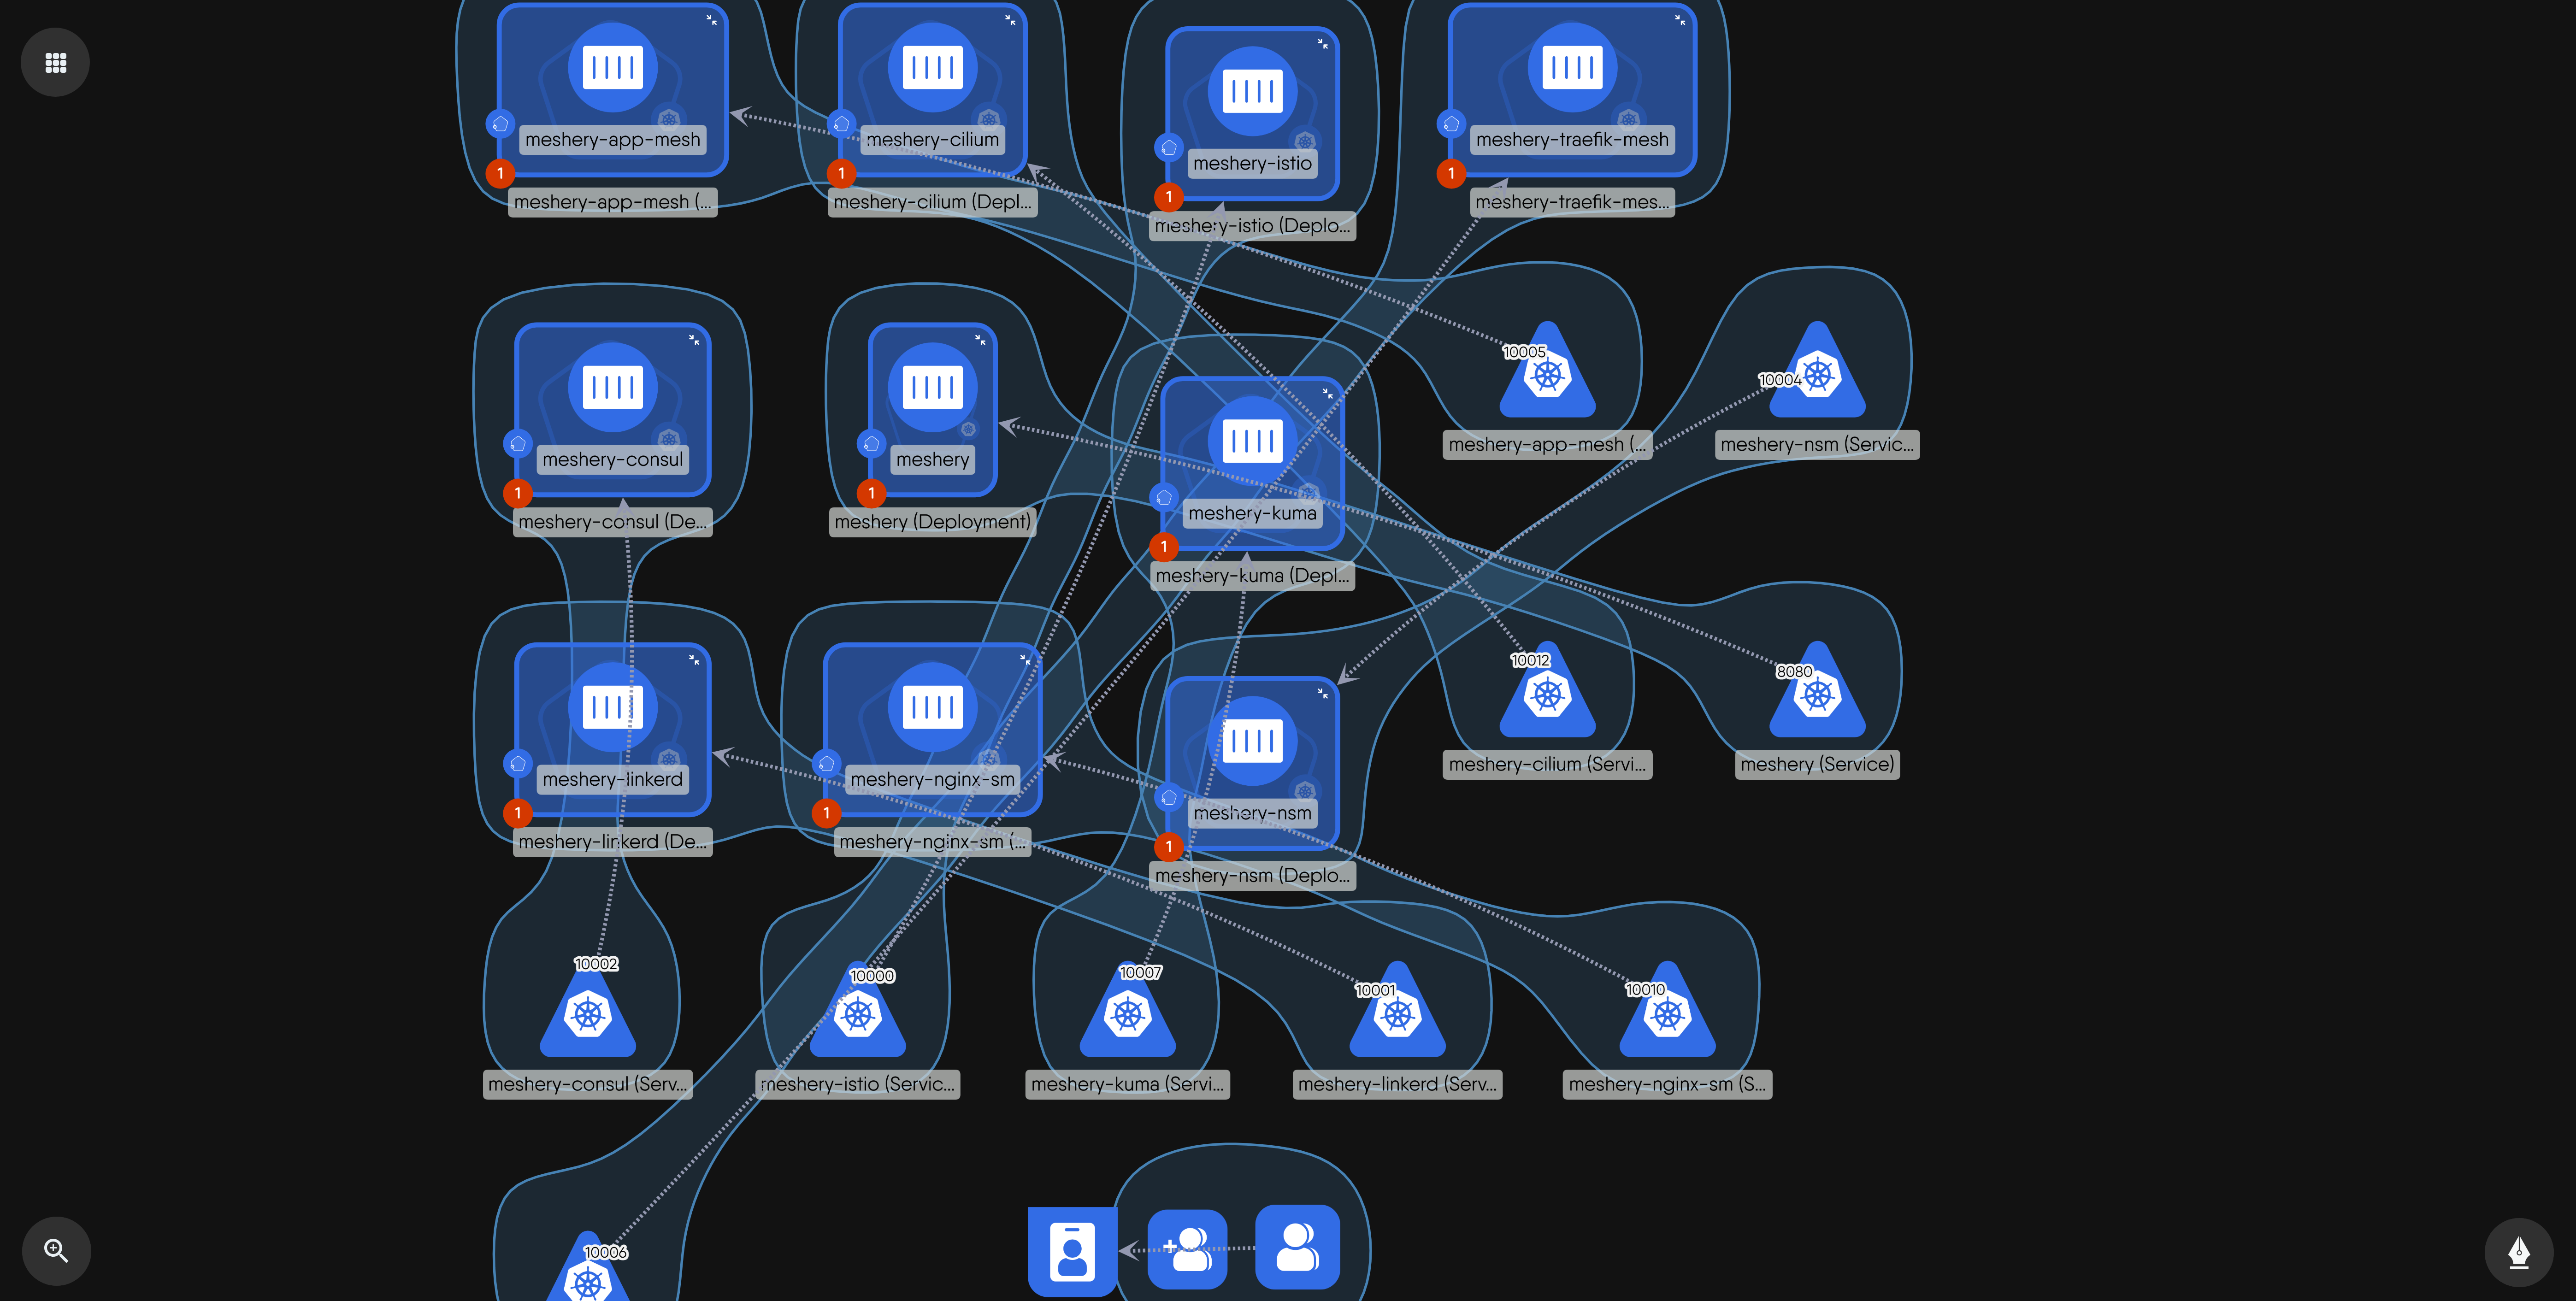 meshery-app-mesh
1
meshery-app-mesh (...
meshery-cilium
1
meshery-cilium (Depl...
meshery-istio
1
meshery-istio (Deplo...
meshery-traefik-mesh
1
meshery-traefik-mes...
meshery-consul
1
meshery-consul (De...
meshery
1
meshery (Deployment)
meshery-kuma
1
meshery-kuma (Depl...
10005
meshery-app-mesh (...
10004
meshery-nsm (Servic...
meshery-linkerd
1
meshery-linkerd (De...
meshery-nginx-sm
1
meshery-nginx-sm (...
meshery-nsm
1
meshery-nsm (Deplo...
10012
meshery-cilium (Servi...
8080
meshery (Service)
10002
meshery-consul (Serv...
10000
meshery-istio (Servic...
10007
meshery-kuma (Servi...
10001
meshery-linkerd (Serv...
10010
meshery-nginx-sm (S...
10006